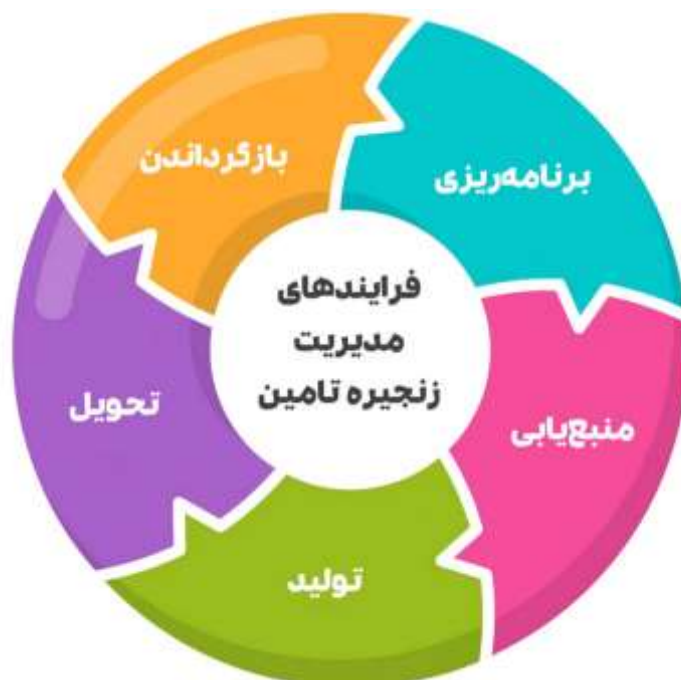 فرایندهای
مدیریت
زنجیره تامین
برنامه‌ریزی
منبع‌یابی
تولید
تحویل
بازگرداندن